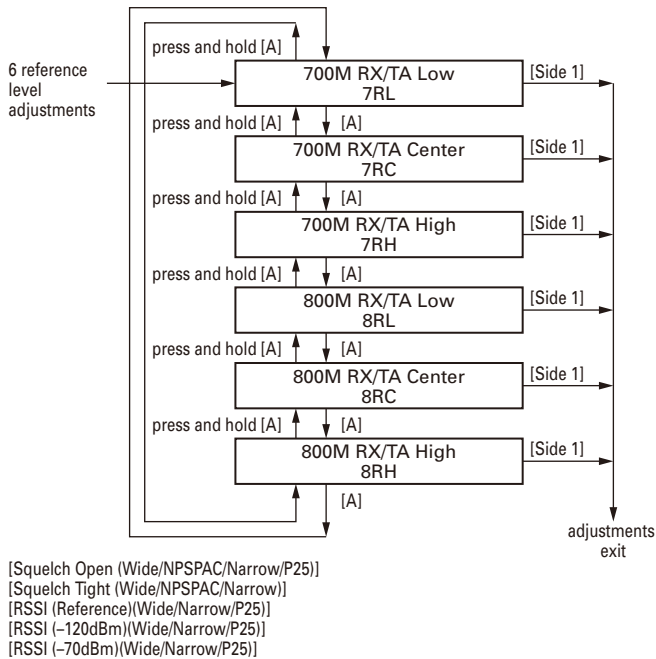 press and hold [A]
6 reference
level
adjustments
700M RX/TA Low
7RL
[Side 1]
press and hold [A]
[A]
700M RX/TA Center
7RC
[Side 1]
press and hold [A]
[A]
700M RX/TA High
7RH
[Side 1]
press and hold [A]
[A]
800M RX/TA Low
8RL
[Side 1]
press and hold [A]
[A]
800M RX/TA Center
8RC
[Side 1]
press and hold [A]
[A]
800M RX/TA High
8RH
[Side 1]
[A]
adjustments
exit
[Squelch Open (Wide/NPSPAC/Narrow/P25)]
[Squelch Tight (Wide/NPSPAC/Narrow)]
[RSSI (Reference)(Wide/Narrow/P25)]
[RSSI (–120dBm)(Wide/Narrow/P25)]
[RSSI (–70dBm)(Wide/Narrow/P25)]